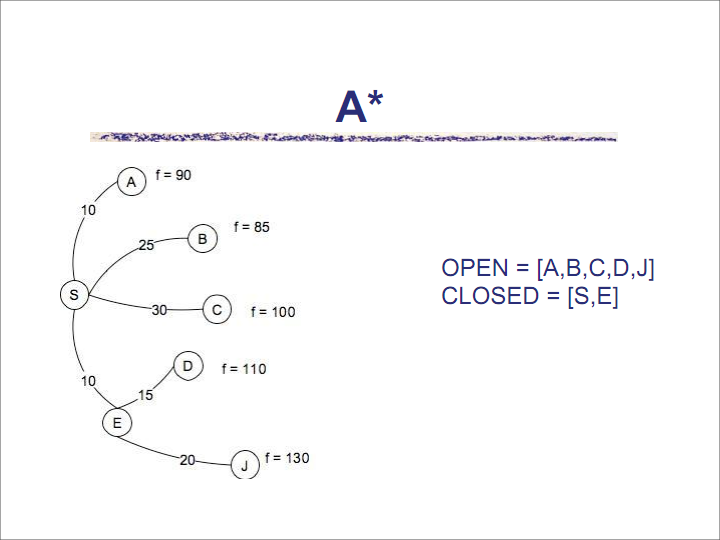 A*
A
f = 90
10
B
f = 85
25
S
OPEN = [A,B,C,D,J]
CLOSED = [S,E]
30
C
f = 100
D
f = 110
10
15
E
20
J
f = 130